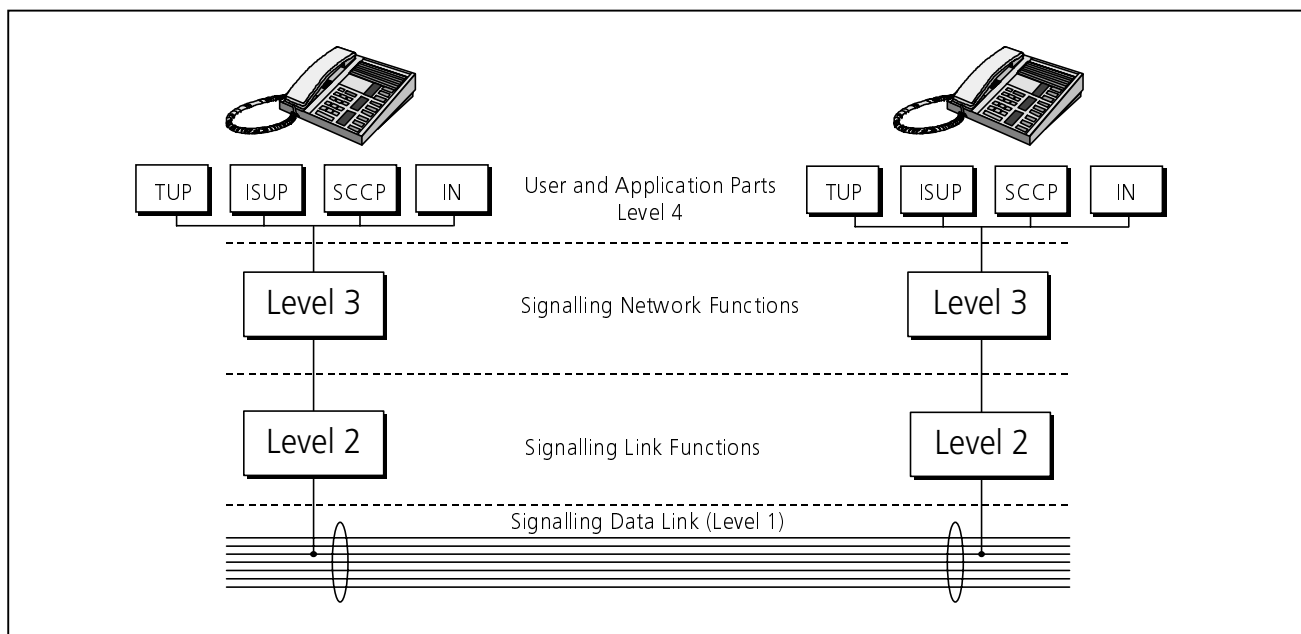 TUP ISUP SCCP IN
User and Application Parts
Level 4
TUP ISUP SCCP IN
Level 3
Signalling Network Functions
Level 3
Level 2
Signalling Link Functions
Level 2
Signalling Data Link (Level 1)